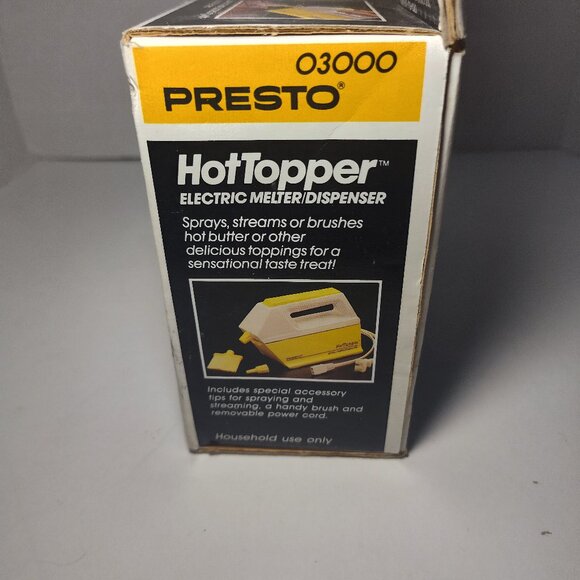 03000
PRESTO®
HotTopper™
ELECTRIC MELTER/DISPENSER
Sprays, streams or brushes
hot butter or other
delicious toppings for a
sensational taste treat!
HotTopper
Includes special accessory
tips for spraying and
streaming, a handy brush and
removable power cord.
Household use only